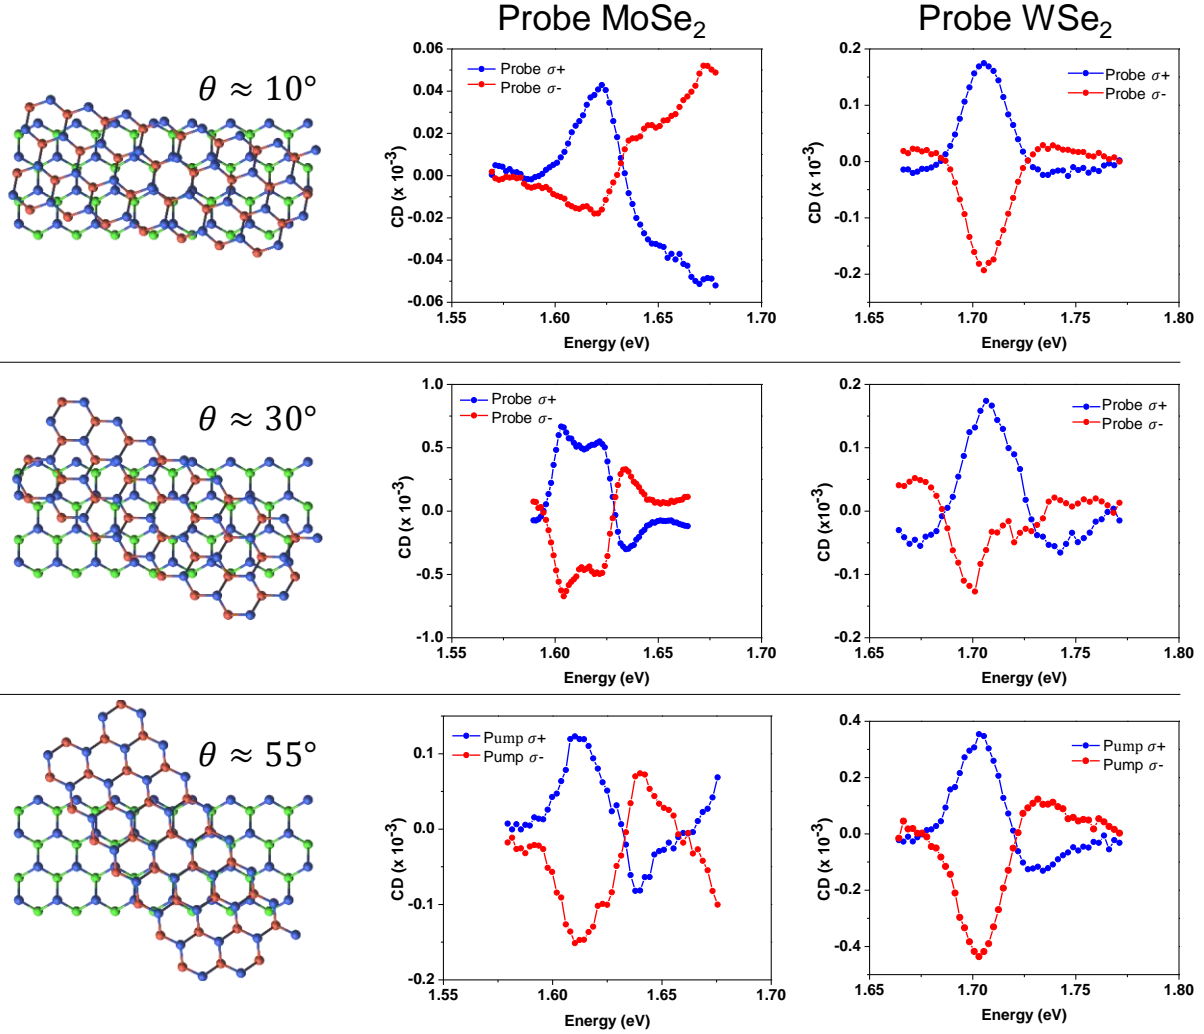 Probe MoSe2 Probe WSe2
θ ≈ 10°
0.06
0.04
0.02
0.00
-0.02
-0.04
-0.06
CD (x 10-3)
Probe σ+
Probe σ-
1.55 1.60 1.65 1.70
Energy (eV)
0.2
0.1
0.0
-0.1
-0.2
CD (x 10-3)
Probe σ+
Probe σ-
1.65 1.70 1.75 1.80
Energy (eV)
θ ≈ 30°
1.0
0.5
0.0
-0.5
-1.0
CD (x 10-3)
Probe σ+
Probe σ-
1.55 1.60 1.65 1.70
Energy (eV)
0.2
0.1
0.0
-0.1
-0.2
CD (x10-3)
Probe σ+
Probe σ-
1.65 1.70 1.75 1.80
Energy (eV)
θ ≈ 55°
0.1
0.0
-0.1
-0.2
CD (x 10-3)
Pump σ+
Pump σ-
1.55 1.60 1.65 1.70
Energy (eV)
0.4
0.2
0.0
-0.2
-0.4
CD (x 10-3)
Pump σ+
Pump σ-
1.65 1.70 1.75 1.80
Energy (eV)